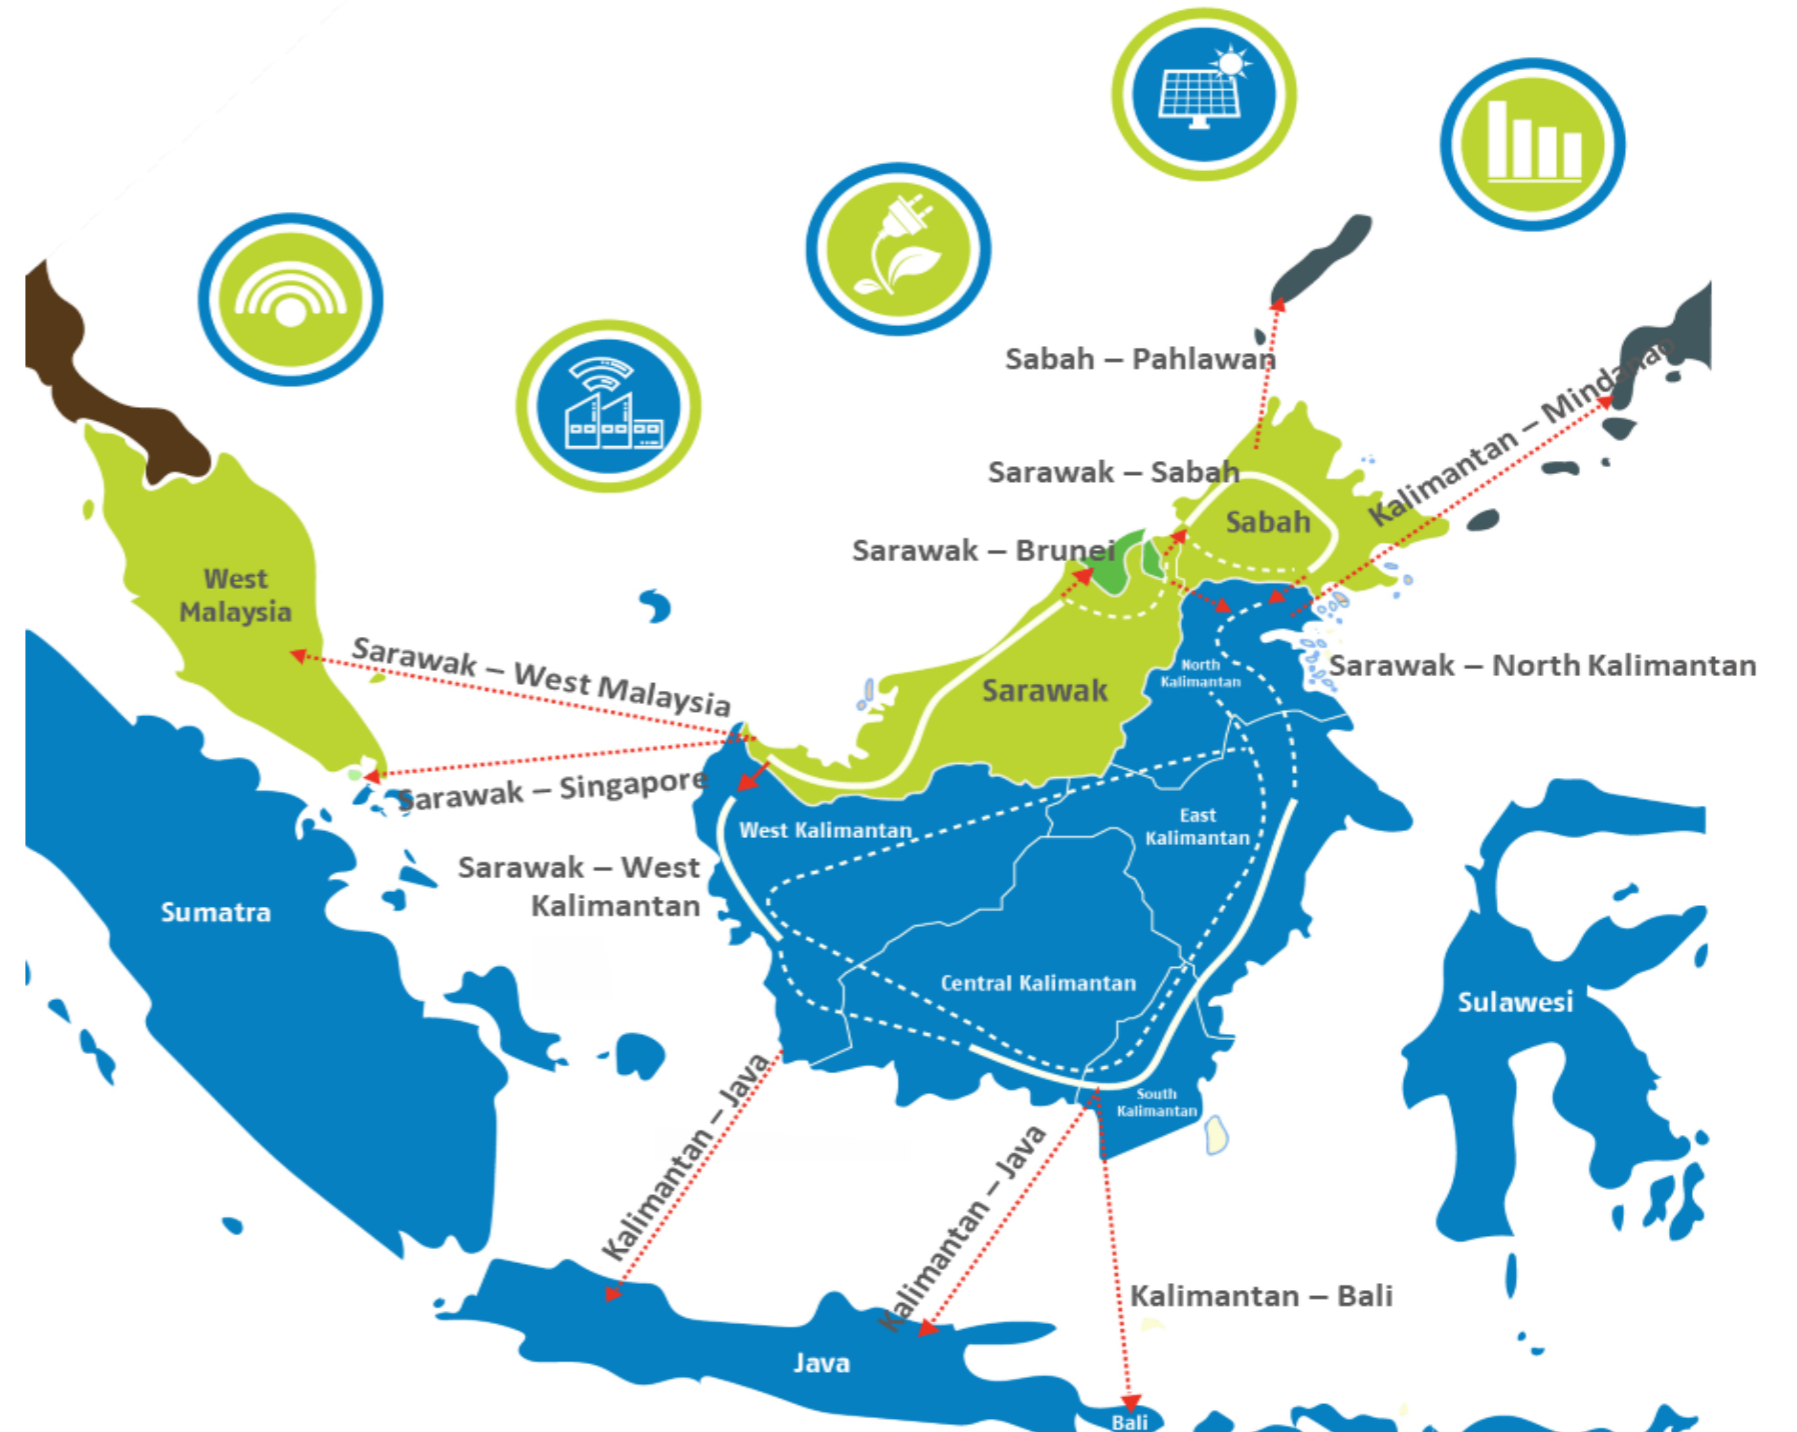 Sabah – Pahlawan
Kalimantan – Mindanao
Sarawak – Sabah
Sabah
Sarawak – Brunei
West
Malaysia
Sarawak – West Malaysia
Sarawak – North Kalimantan
North
Kalimantan
Sarawak
Sarawak – Singapore
West Kalimantan
East
Kalimantan
Sarawak – West
Kalimantan
Sumatra
Central Kalimantan
Sulawesi
South
Kalimantan
Kalimantan – Java
Kalimantan – Java
Kalimantan – Bali
Java
Bali